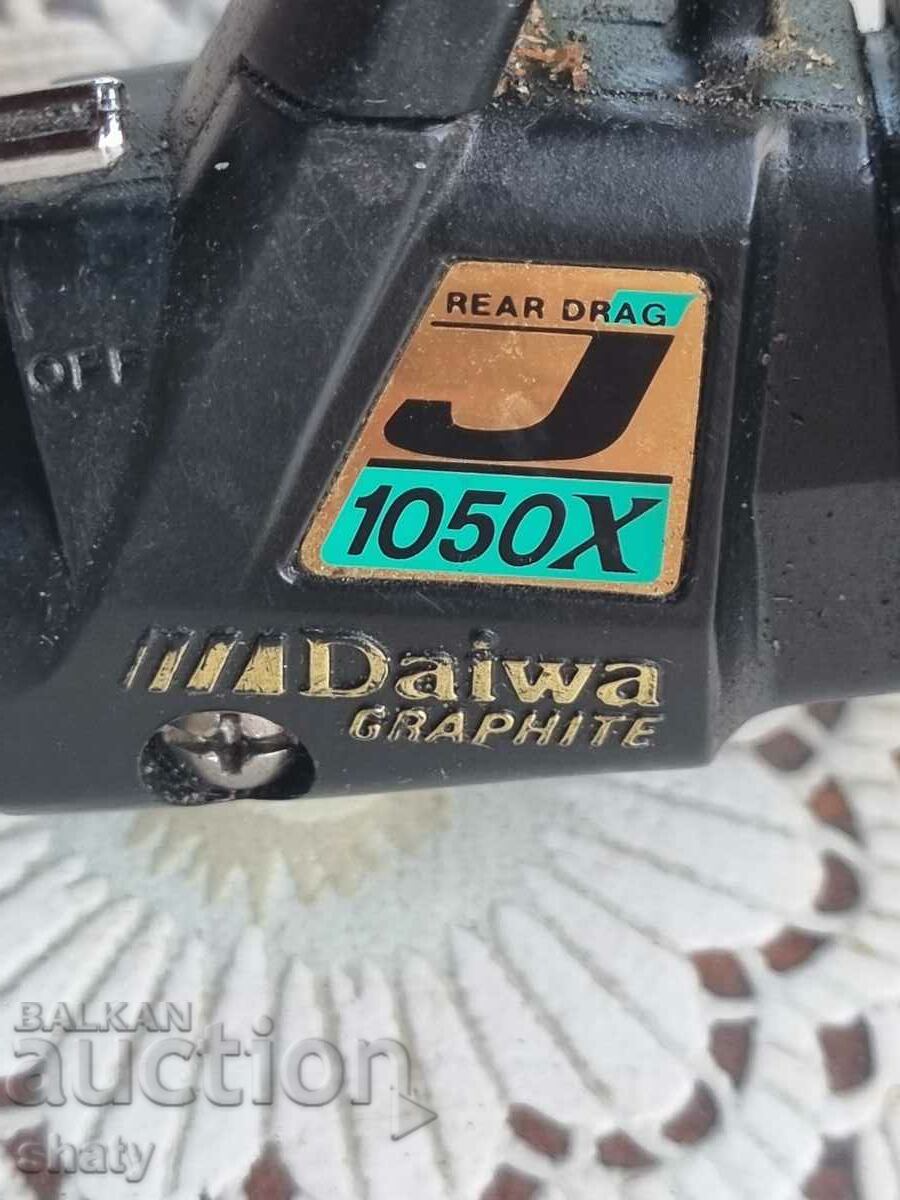 OFF
REAR DRAG
J
1050X
Daiwa
GRAPHITE
BALKAN
auction
shaty